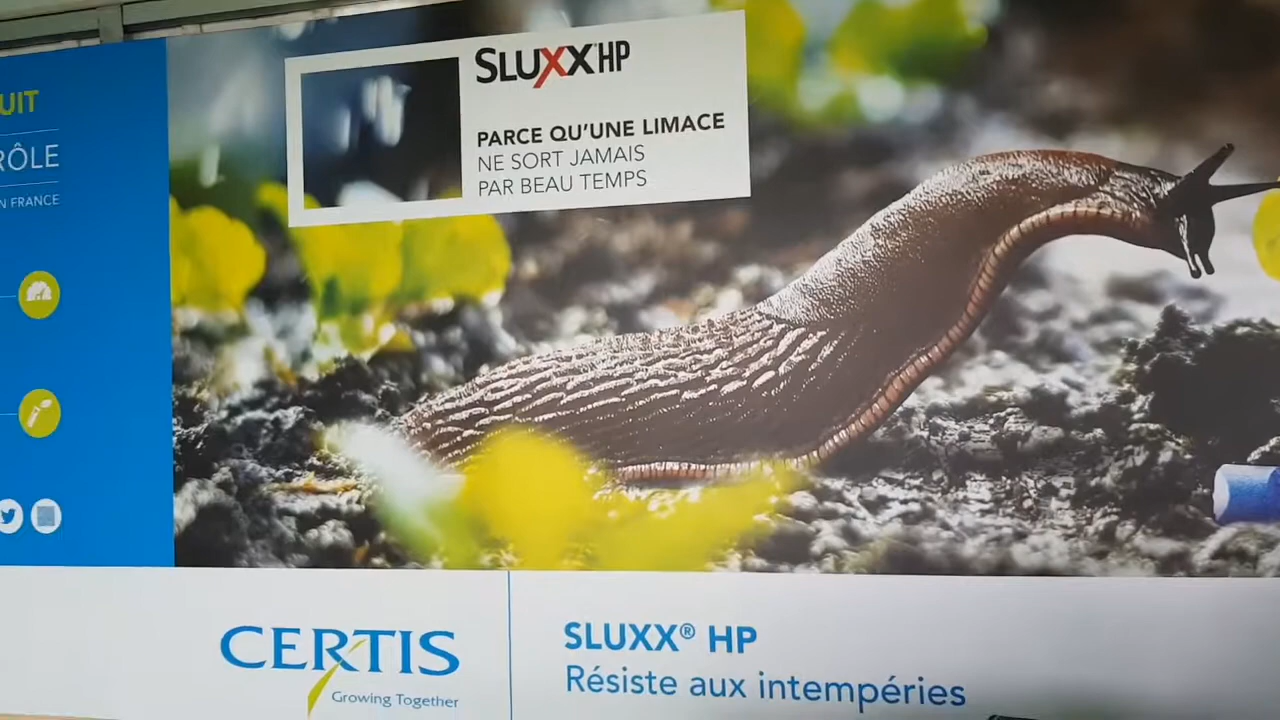 UIT
RÔLE
N FRANCE
SLUXX HP
PARCE QU'UNE LIMACE
NE SORT JAMAIS
PAR BEAU TEMPS
CERTIS
Growing Together
SLUXX® HP
Résiste aux intempéries